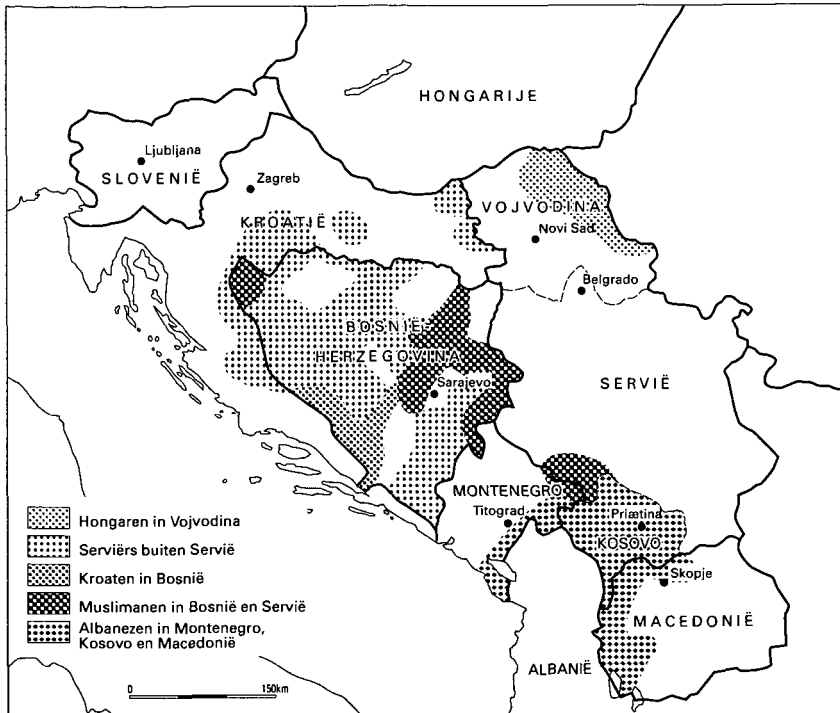 HONGARIJE
Ljubljana
SLOVENIË
Zagreb
VOJVODINA
KROATIË
Novi Sad
Belgrado
BOSNIË-
HERZEGOVINA
SERVIË
Sarajevo
MONTENEGRO
Titograd
Priætina
KOSOVO
Skopje
MACEDONIË
ALBANIË
Hongaren in Vojvodina
Serviërs buiten Servië
Kroaten in Bosnië
Muslimanen in Bosnië en Servië
Albanezen in Montenegro,
Kosovo en Macedonië
0 150km